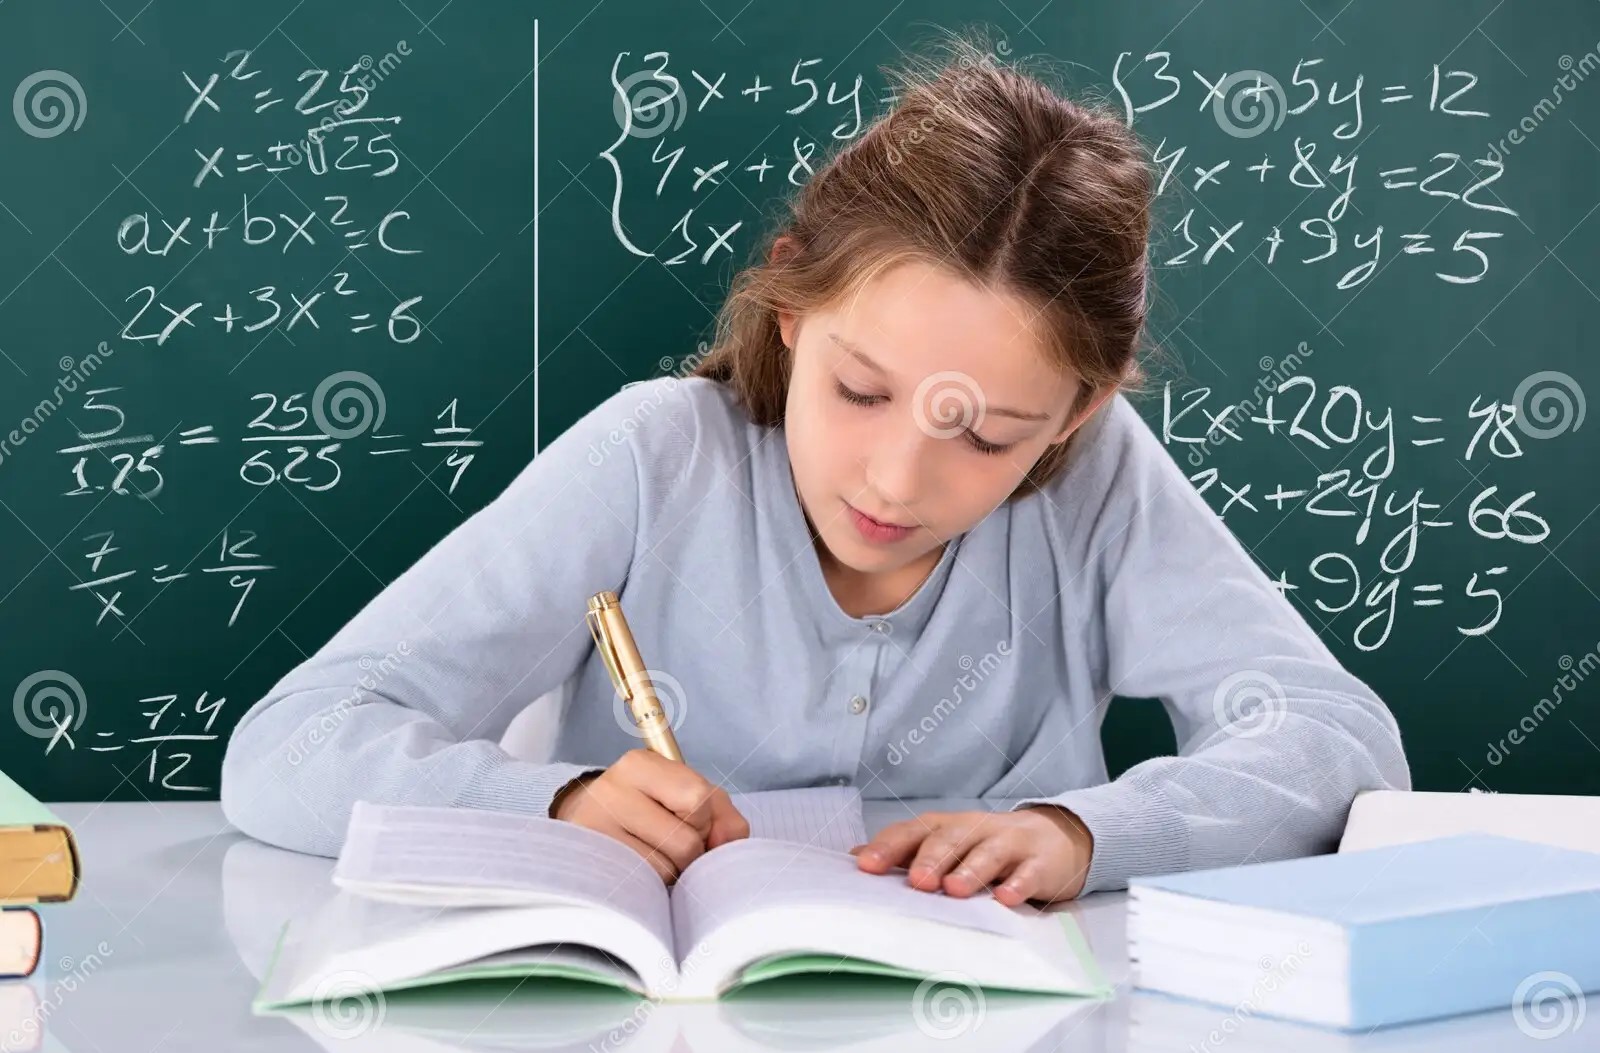 x² = 25
x = ±√25
ax + bx² = c
2x + 3x² = 6
5/1.25 = 25/6.25 = 1/4
7/x = 12/4
x = 7.4/12
{3x + 5y =
4x + 8
3x
{3x + 5y = 12
4x + 8y = 22
3x + 9y = 5
12x + 20y = 48
2x + 24y = 66
+ 9y = 5
dreamstime.com